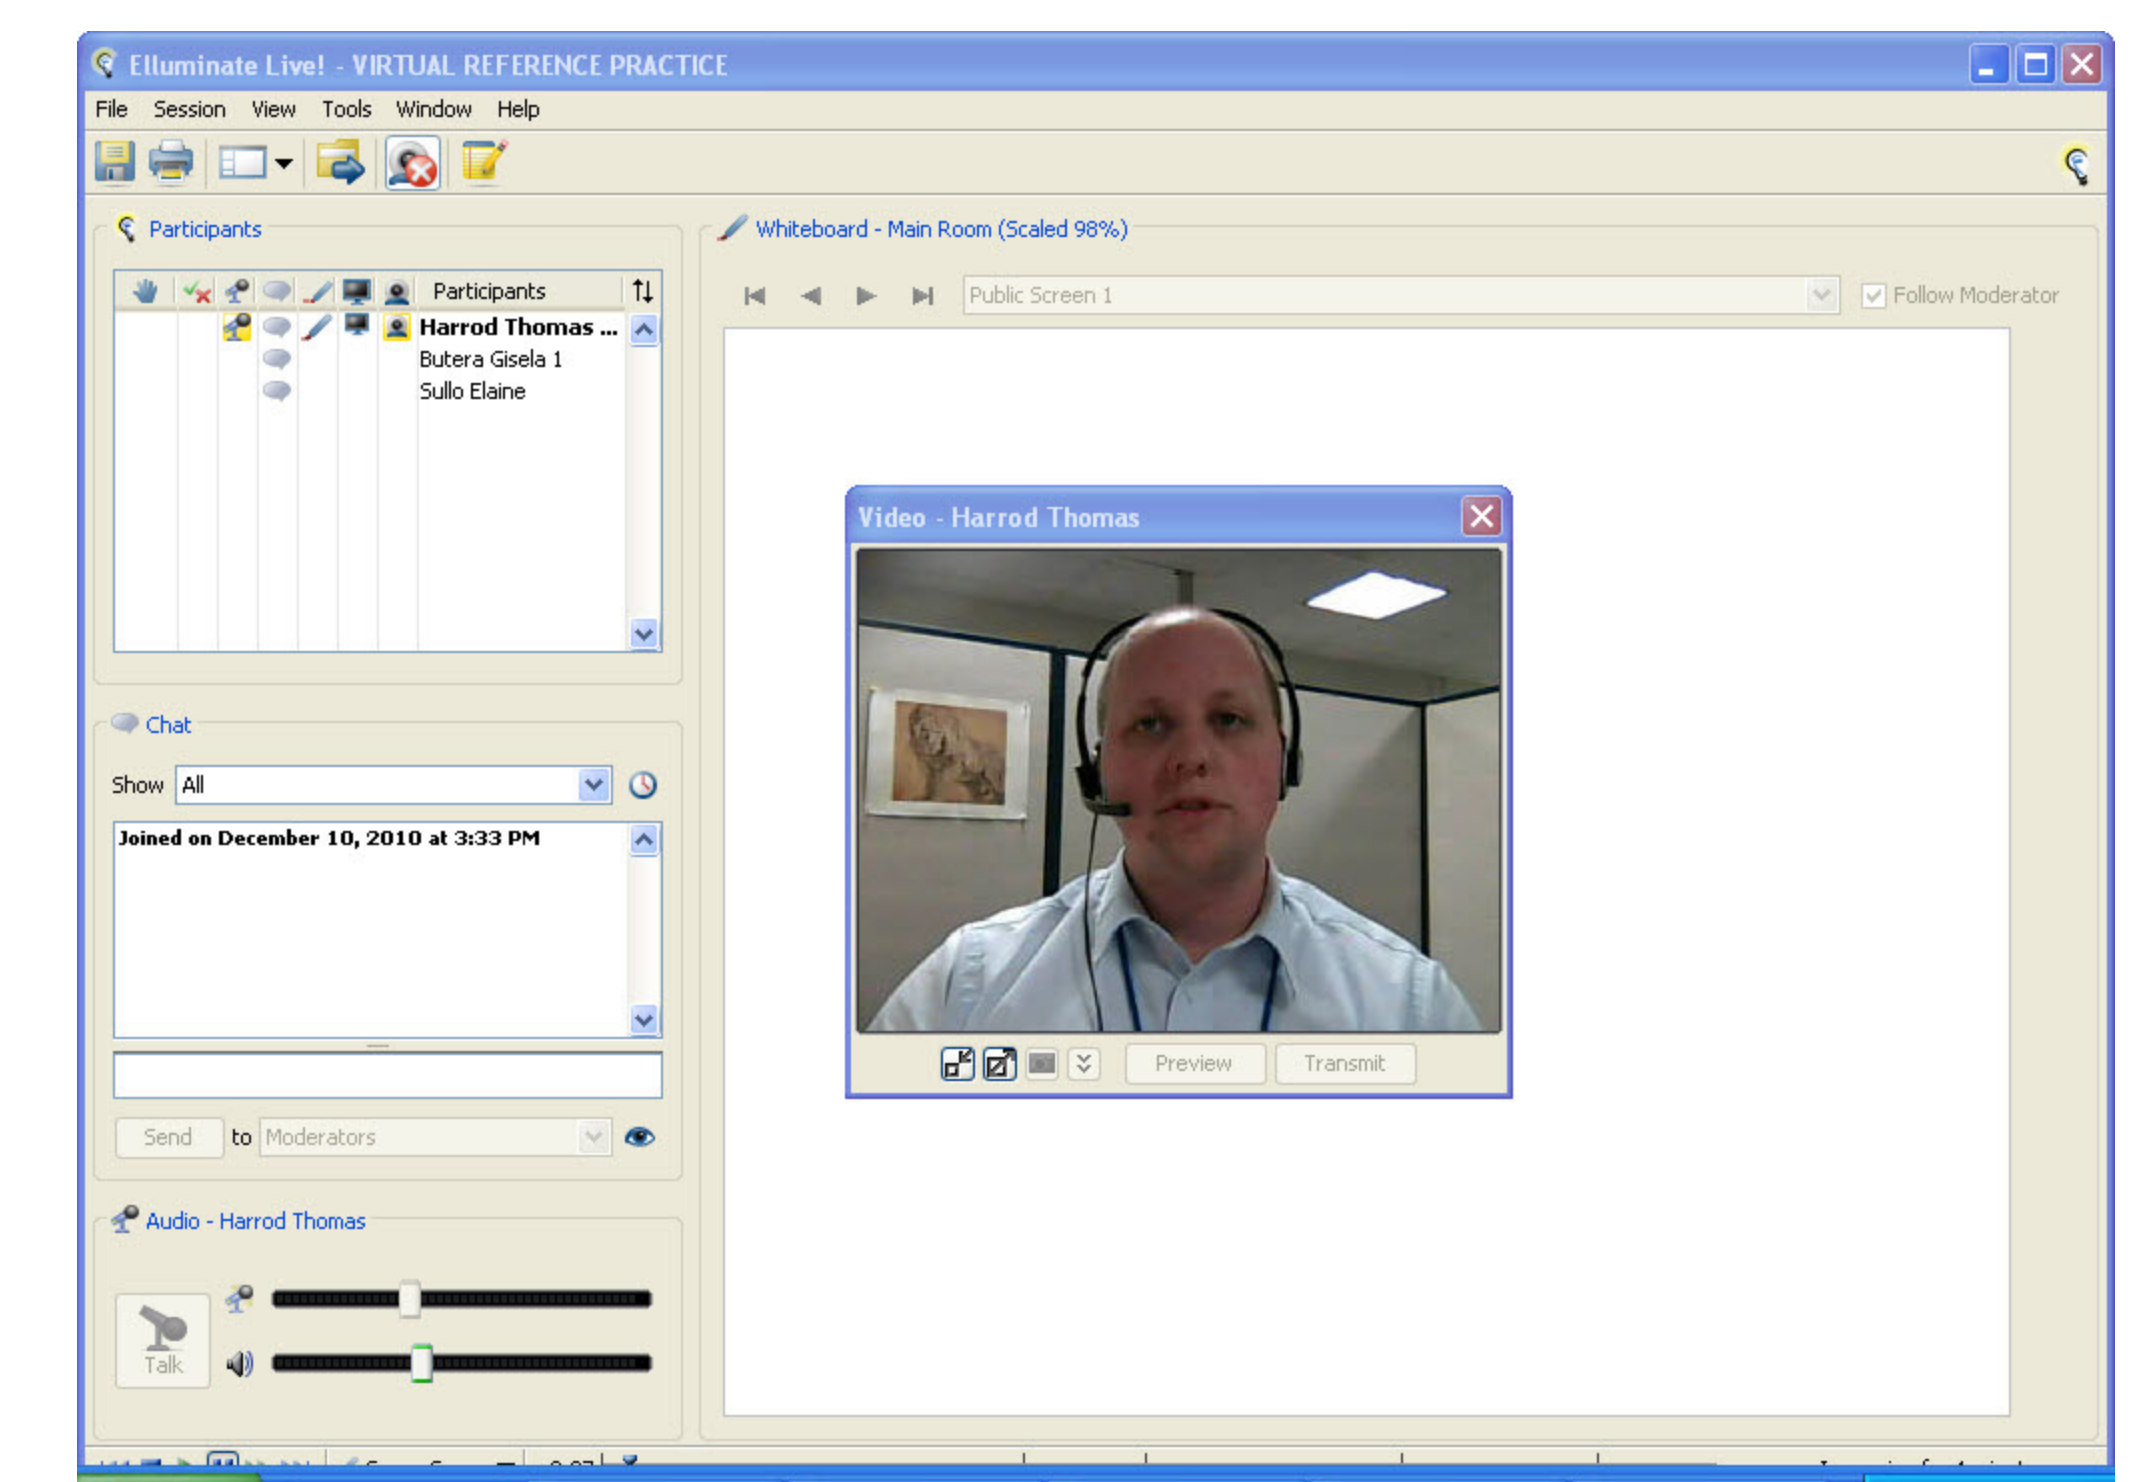 Elluminate Live! - VIRTUAL REFERENCE PRACTICE
File Session View Tools Window Help
Participants
Participants
Harrod Thomas ...
Butera Gisela 1
Sullo Elaine
Chat
Show All
Joined on December 10, 2010 at 3:33 PM
Send to Moderators
Audio - Harrod Thomas
Talk
Whiteboard - Main Room (Scaled 98%)
Public Screen 1
Follow Moderator
Video - Harrod Thomas
Preview Transmit